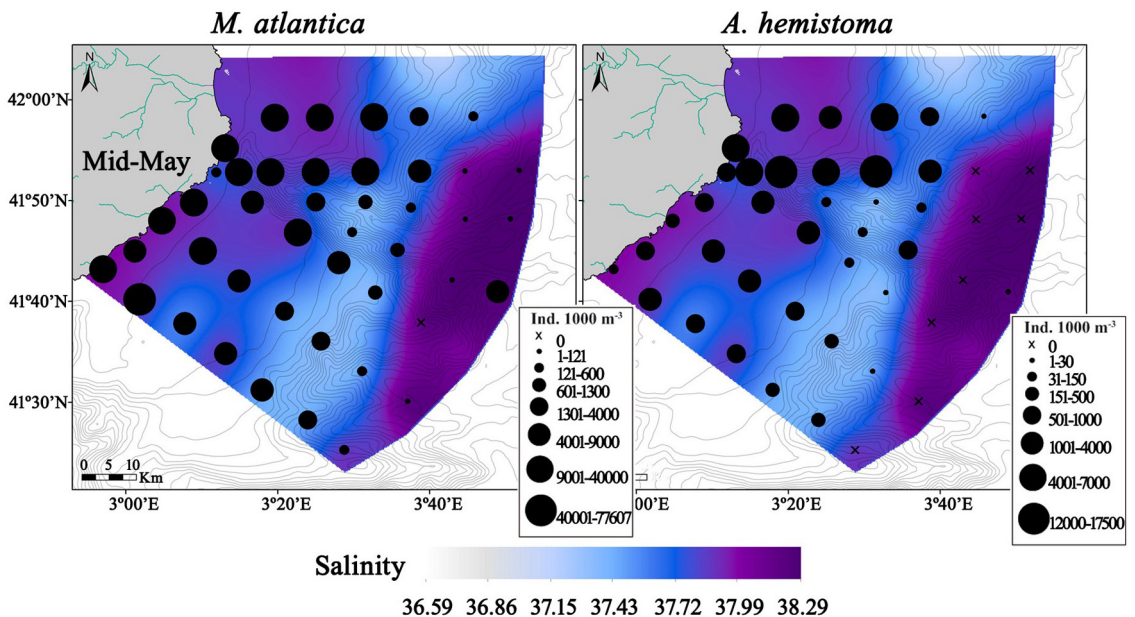 M. atlantica
A. hemistoma
N
N
42°00'N
41°50'N
41°40'N
41°30'N
Mid-May
0 5 10
Km
3°00'E
3°20'E
3°40'E
Ind. 1000 m⁻³
x 0
1-121
121-600
601-1300
1301-4000
4001-9000
9001-40000
40001-77607
°00'E
3°20'E
3°40'E
Ind. 1000 m⁻³
x 0
1-30
31-150
151-500
501-1000
1001-4000
4001-7000
12000-17500
Salinity
36.59 36.86 37.15 37.43 37.72 37.99 38.29